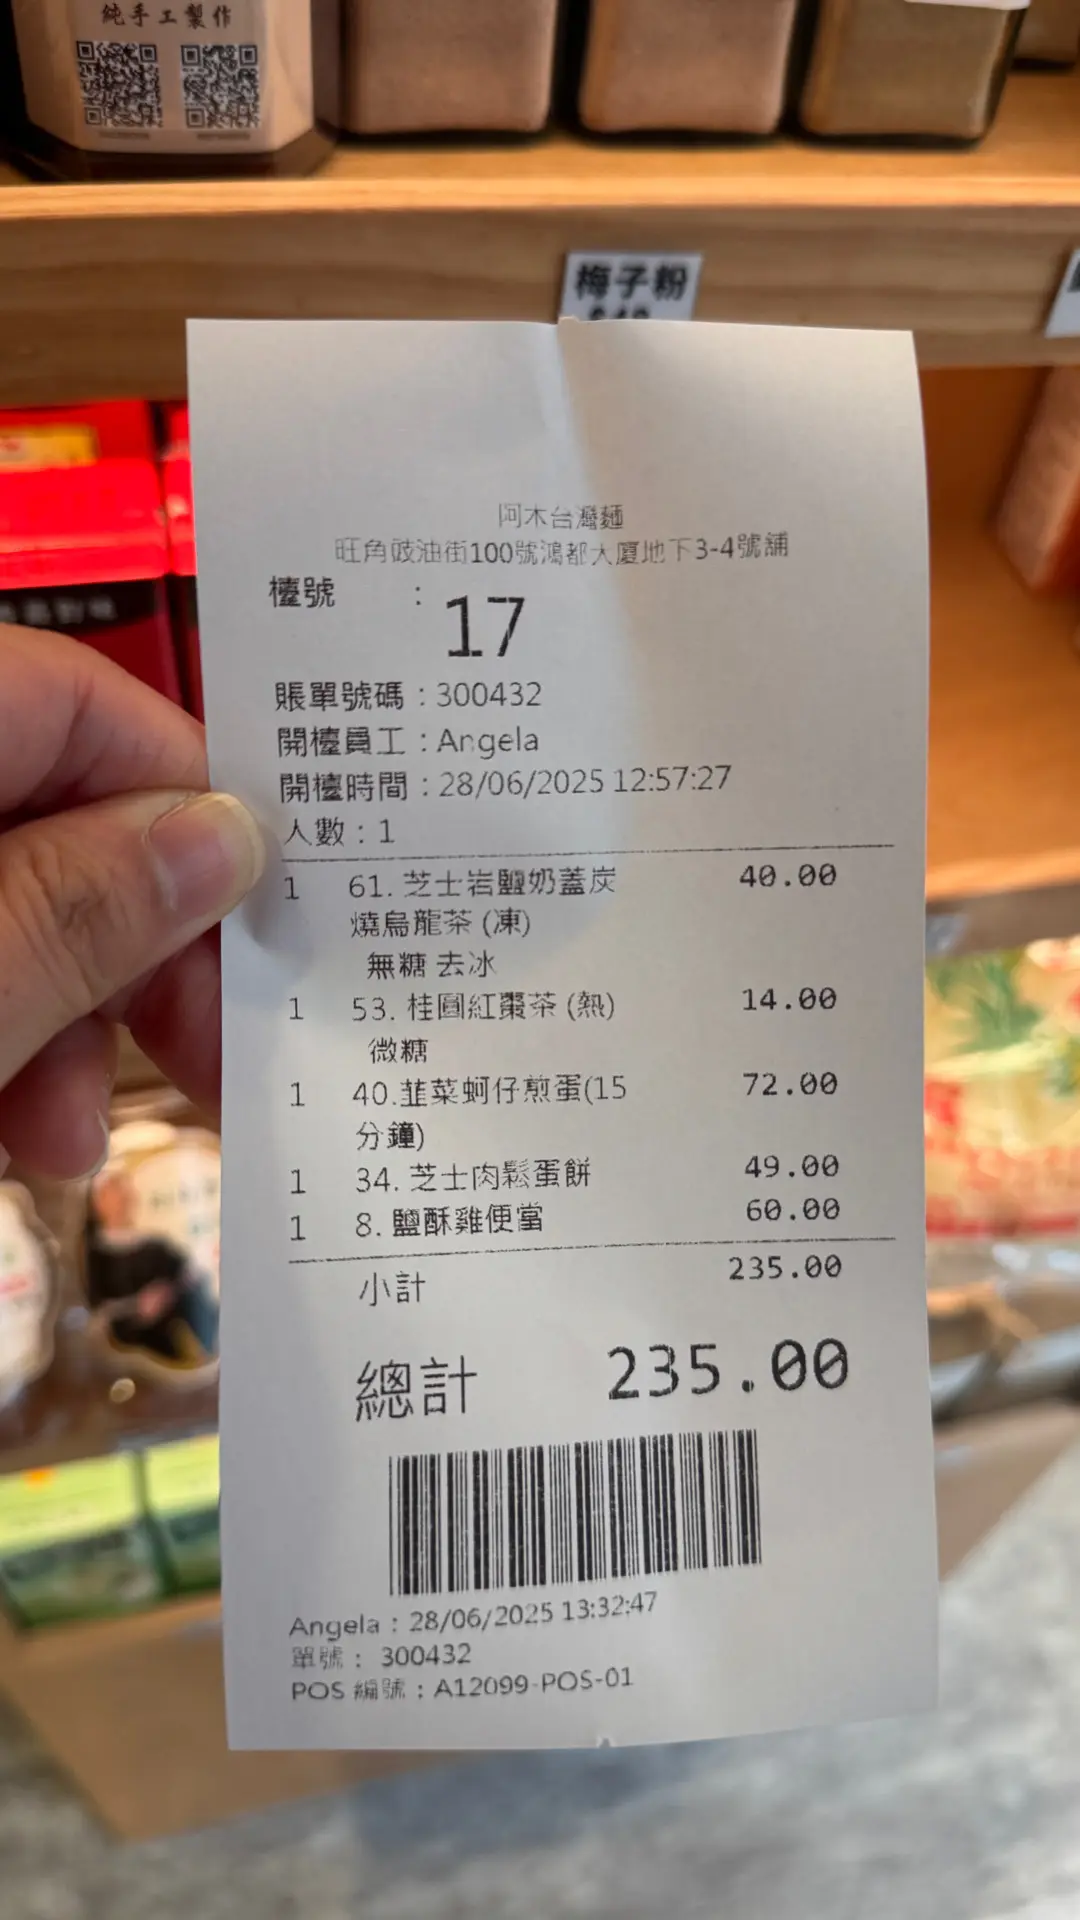 純手工製作
梅子粉
阿木台灣麵
旺角豉油街100號鴻都大廈地下3-4號舖
檯號 :
17
賬單號碼 : 300432
開檯員工 : Angela
開檯時間 : 28/06/2025 12:57:27
人數 : 1
1 61. 芝士岩鹽奶蓋炭 40.00
燒烏龍茶 (凍)
無糖 去冰
1 53. 桂圓紅棗茶 (熱) 14.00
微糖
1 40.韮菜蚵仔煎蛋(15 72.00
分鐘)
1 34. 芝士肉鬆蛋餅 49.00
1 8. 鹽酥雞便當 60.00
小計 235.00
總計 235.00
Angela : 28/06/2025 13:32:47
單號 : 300432
POS 編號 : A12099-POS-01